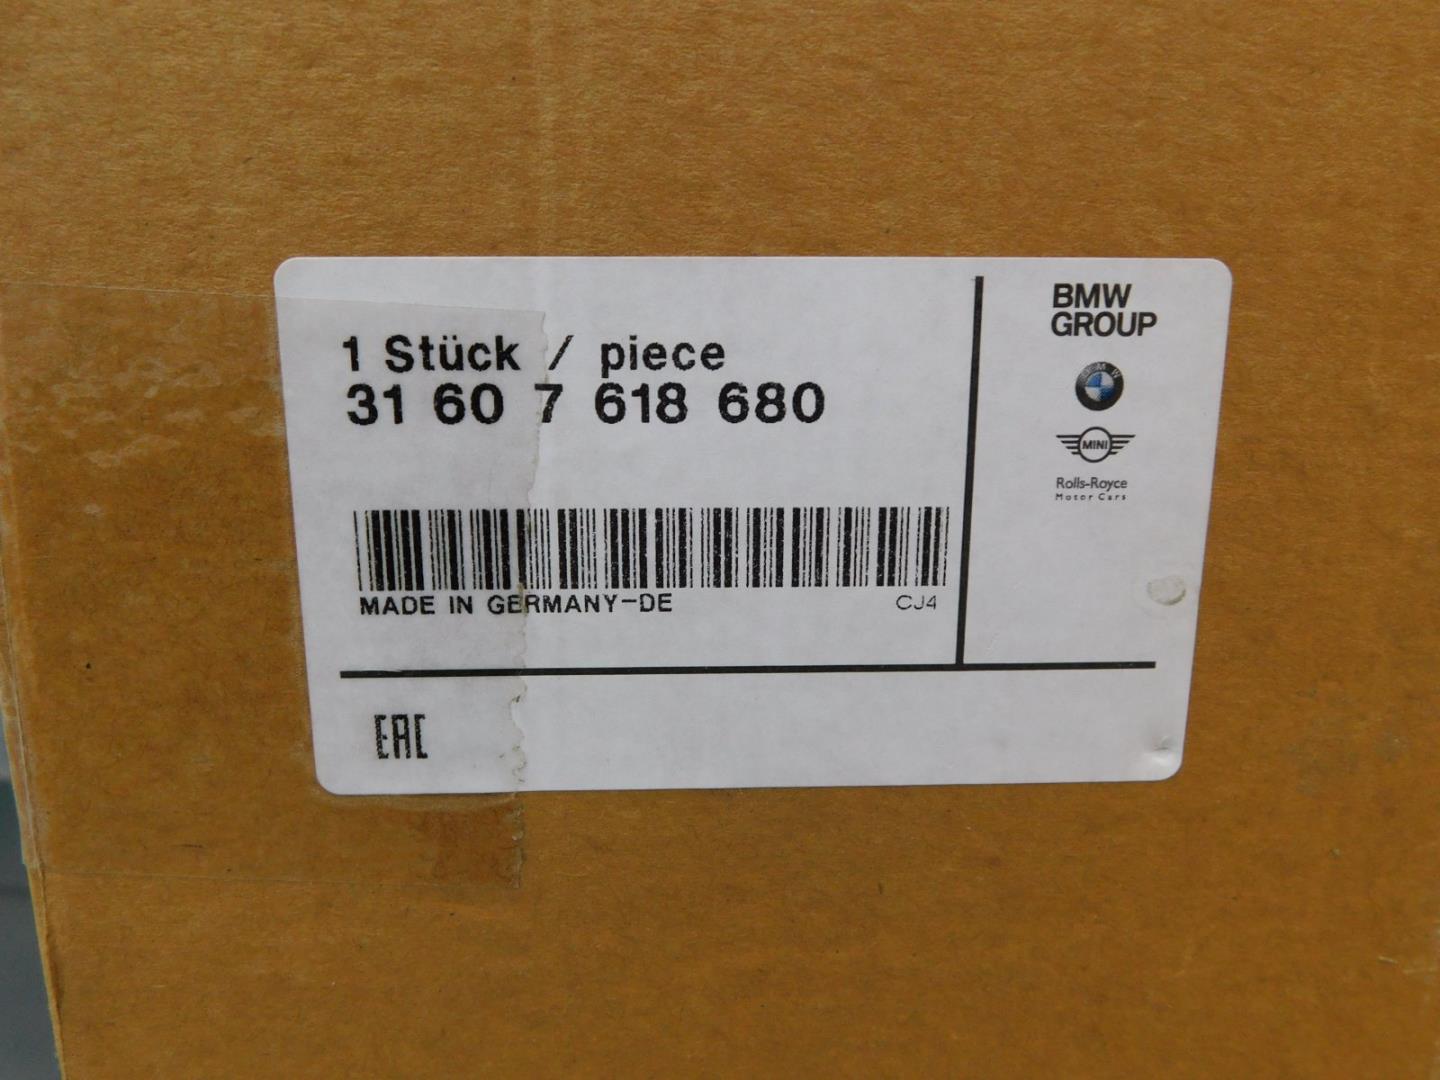 1 Stück / piece
31 60 7 618 680
MADE IN GERMANY-DE
CJ4
EAC
BMW
GROUP
BMW
MINI
Rolls-Royce
Motor Cars